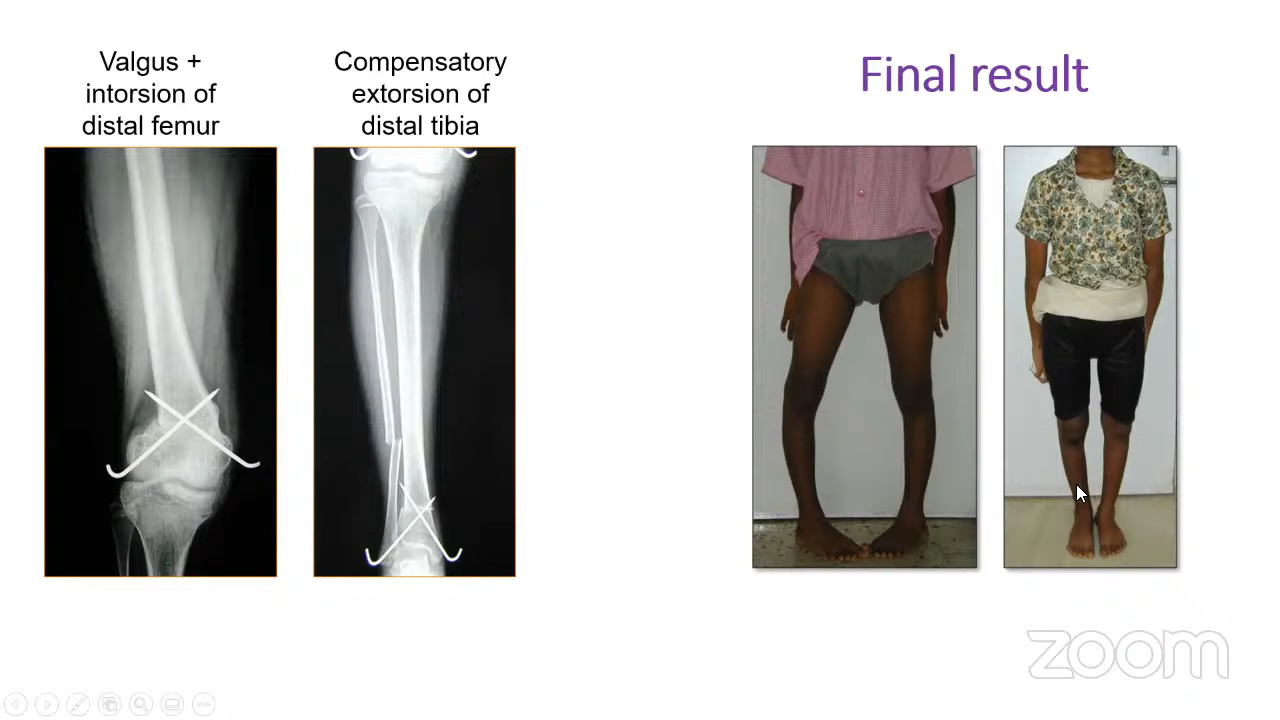 Valgus +
intorsion of
distal femur
Compensatory
extorsion of
distal tibia
Final result
zoom